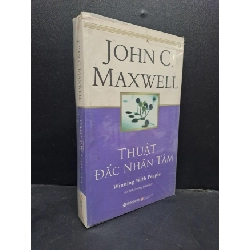 JOHN C.
MAXWELL
THUẬT
ĐẮC NHÂN TÂM
Winning with People